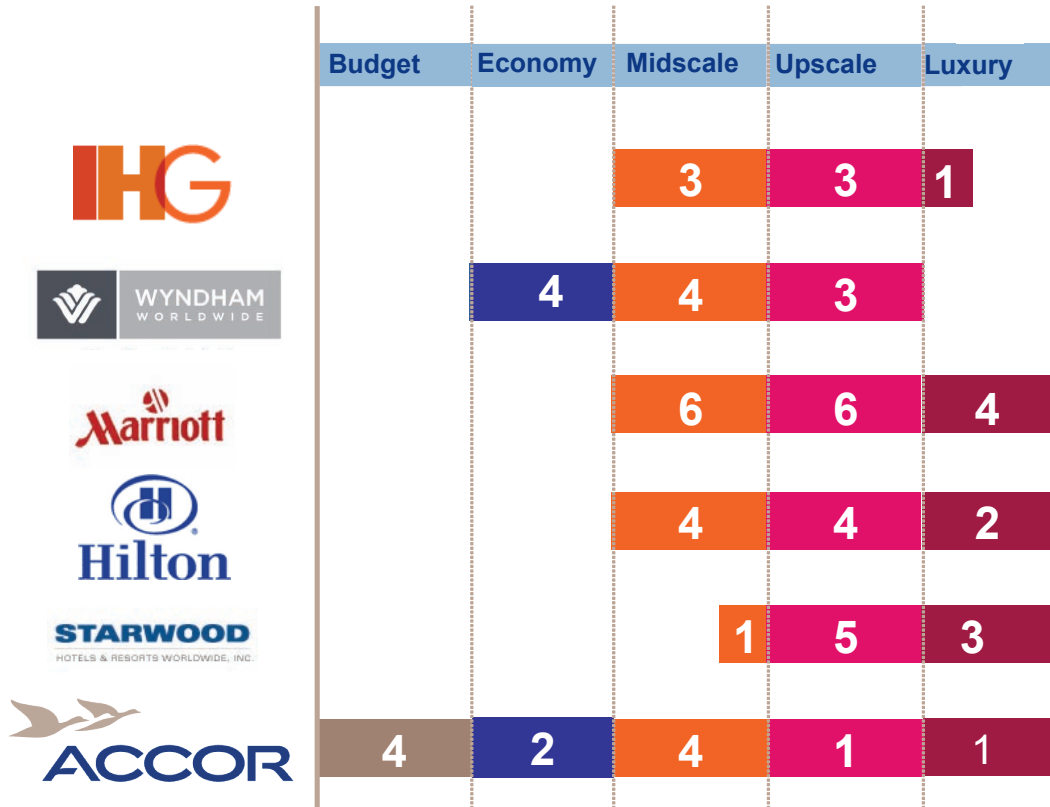 Budget Economy Midscale Upscale Luxury
IHG
3 3 1
WYNDHAM
WORLDWIDE
4 4 3
Marriott
6 6 4
H
Hilton
4 4 2
STARWOOD
HOTELS & RESORTS WORLDWIDE, INC.
1 5 3
ACCOR
4 2 4 1 1